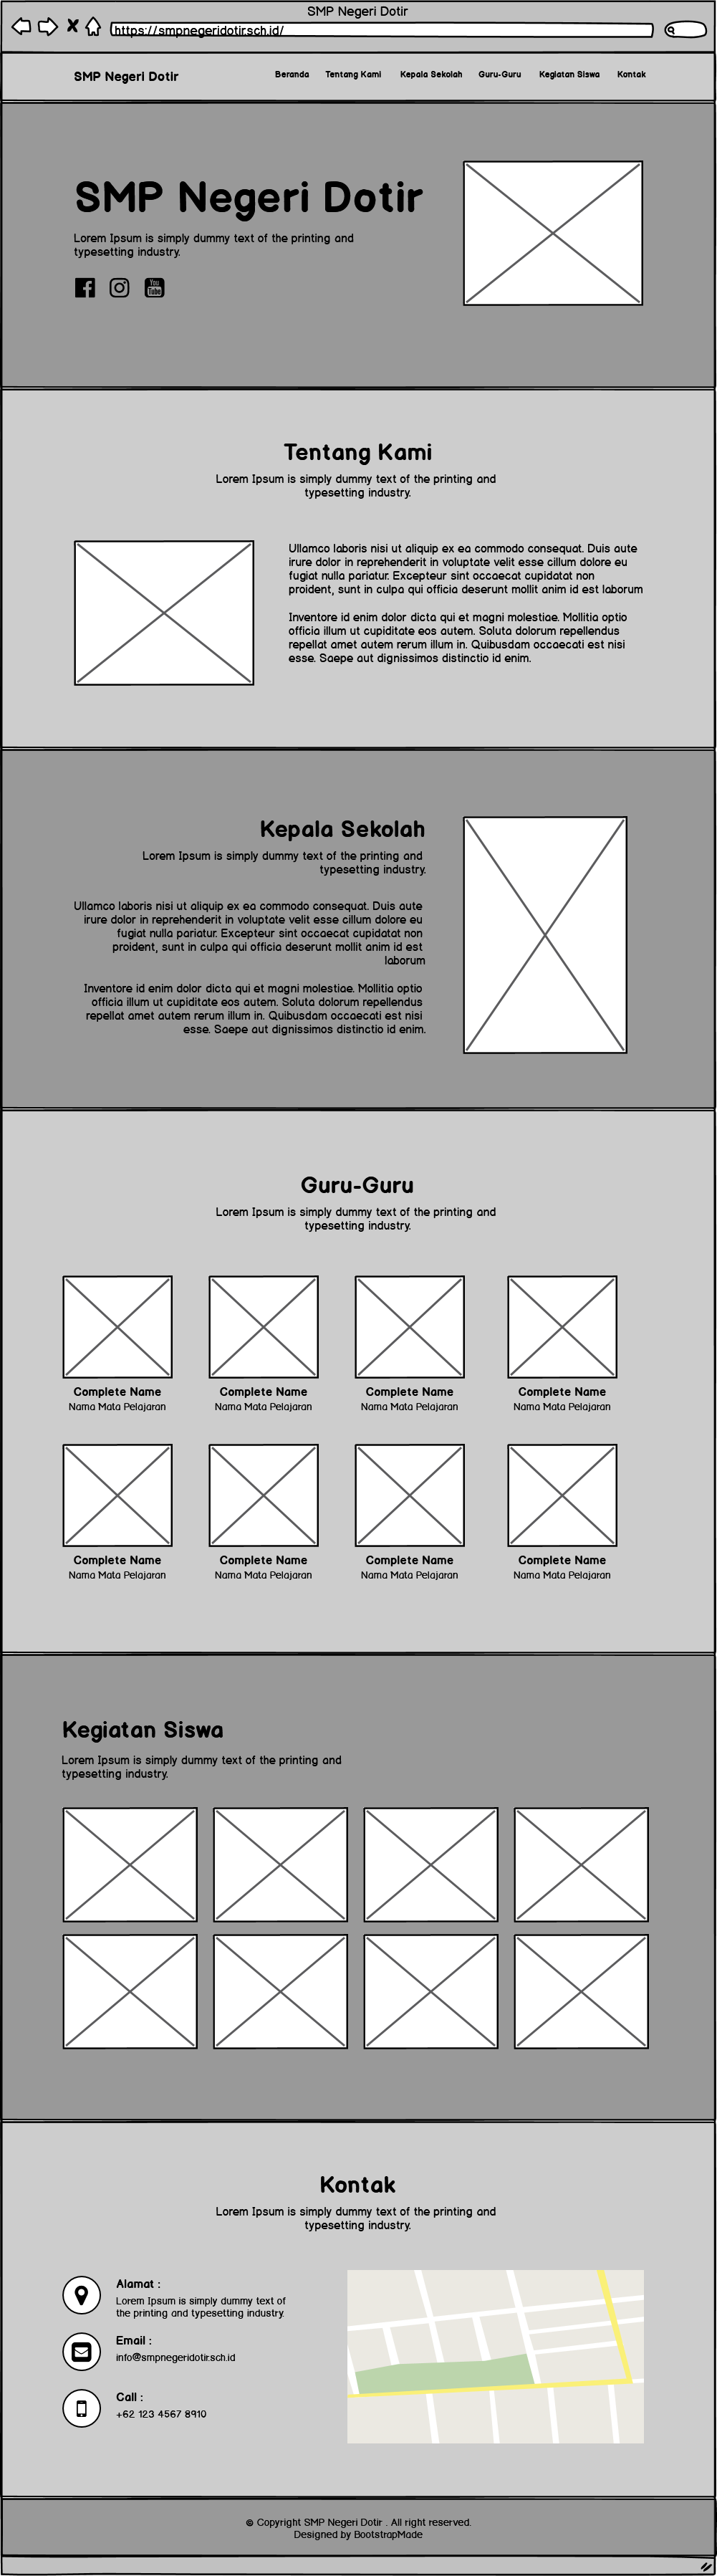 SMP Negeri Dotir
https://smpnegeridotir.sch.id/
SMP Negeri Dotir
Beranda
Tentang Kami
Kepala Sekolah
Guru-Guru
Kegiatan Siswa
Kontak
SMP Negeri Dotir
Lorem Ipsum is simply dummy text of the printing and
typesetting industry.
You
Tube
Tentang Kami
Lorem Ipsum is simply dummy text of the printing and
typesetting industry.
Ullamco laboris nisi ut aliquip ex ea commodo consequat. Duis aute
irure dolor in reprehenderit in voluptate velit esse cillum dolore eu
fugiat nulla pariatur. Excepteur sint occaecat cupidatat non
proident, sunt in culpa qui officia deserunt mollit anim id est laborum
Inventore id enim dolor dicta qui et magni molestiae. Mollitia optio
officia illum ut cupiditate eos autem. Soluta dolorum repellendus
repellat amet autem rerum illum in. Quibusdam occaecati est nisi
esse. Saepe aut dignissimos distinctio id enim.
Kepala Sekolah
Lorem Ipsum is simply dummy text of the printing and
typesetting industry.
Ullamco laboris nisi ut aliquip ex ea commodo consequat. Duis aute
irure dolor in reprehenderit in voluptate velit esse cillum dolore eu
fugiat nulla pariatur. Excepteur sint occaecat cupidatat non
proident, sunt in culpa qui officia deserunt mollit anim id est
laborum
Inventore id enim dolor dicta qui et magni molestiae. Mollitia optio
officia illum ut cupiditate eos autem. Soluta dolorum repellendus
repellat amet autem rerum illum in. Quibusdam occaecati est nisi
esse. Saepe aut dignissimos distinctio id enim.
Guru-Guru
Lorem Ipsum is simply dummy text of the printing and
typesetting industry.
Complete Name
Nama Mata Pelajaran
Complete Name
Nama Mata Pelajaran
Complete Name
Nama Mata Pelajaran
Complete Name
Nama Mata Pelajaran
Complete Name
Nama Mata Pelajaran
Complete Name
Nama Mata Pelajaran
Complete Name
Nama Mata Pelajaran
Complete Name
Nama Mata Pelajaran
Kegiatan Siswa
Lorem Ipsum is simply dummy text of the printing and
typesetting industry.
Kontak
Lorem Ipsum is simply dummy text of the printing and
typesetting industry.
Alamat :
Lorem Ipsum is simply dummy text of
the printing and typesetting industry.
Email :
info@smpnegeridotir.sch.id
Call :
+62 123 4567 8910
© Copyright SMP Negeri Dotir . All right reserved.
Designed by BootstrapMade